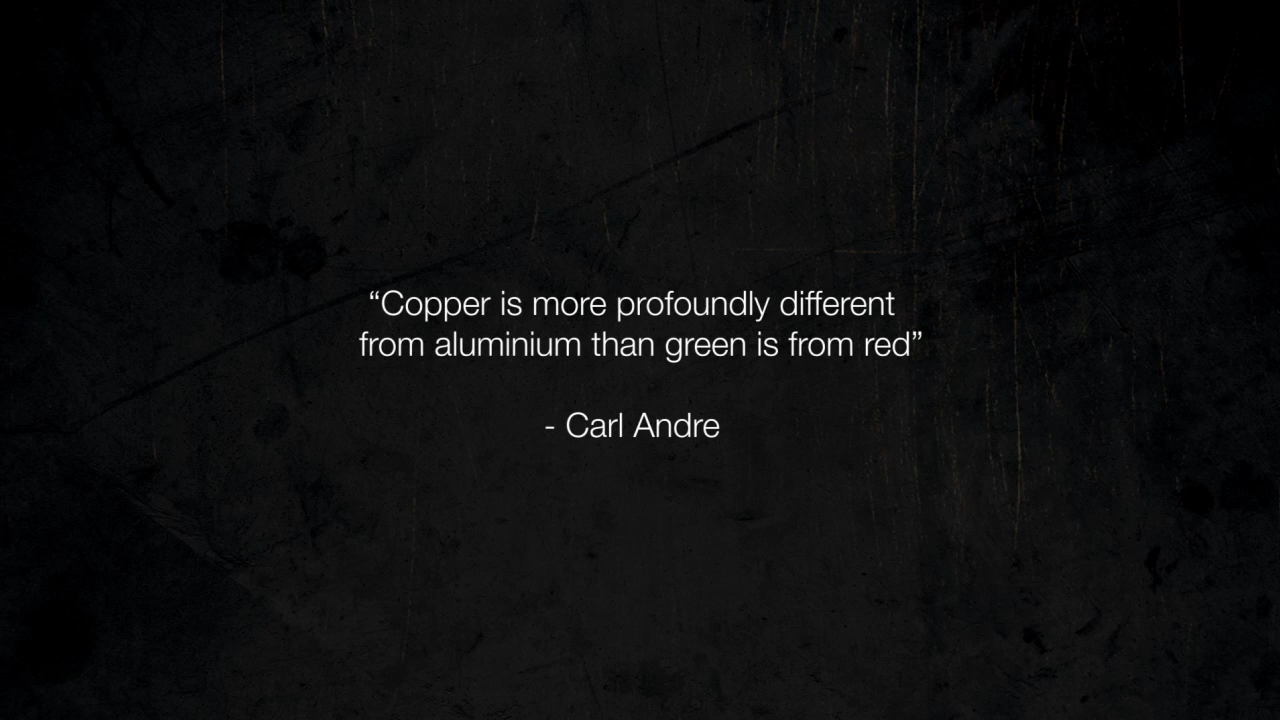 “Copper is more profoundly different
from aluminium than green is from red”
- Carl Andre